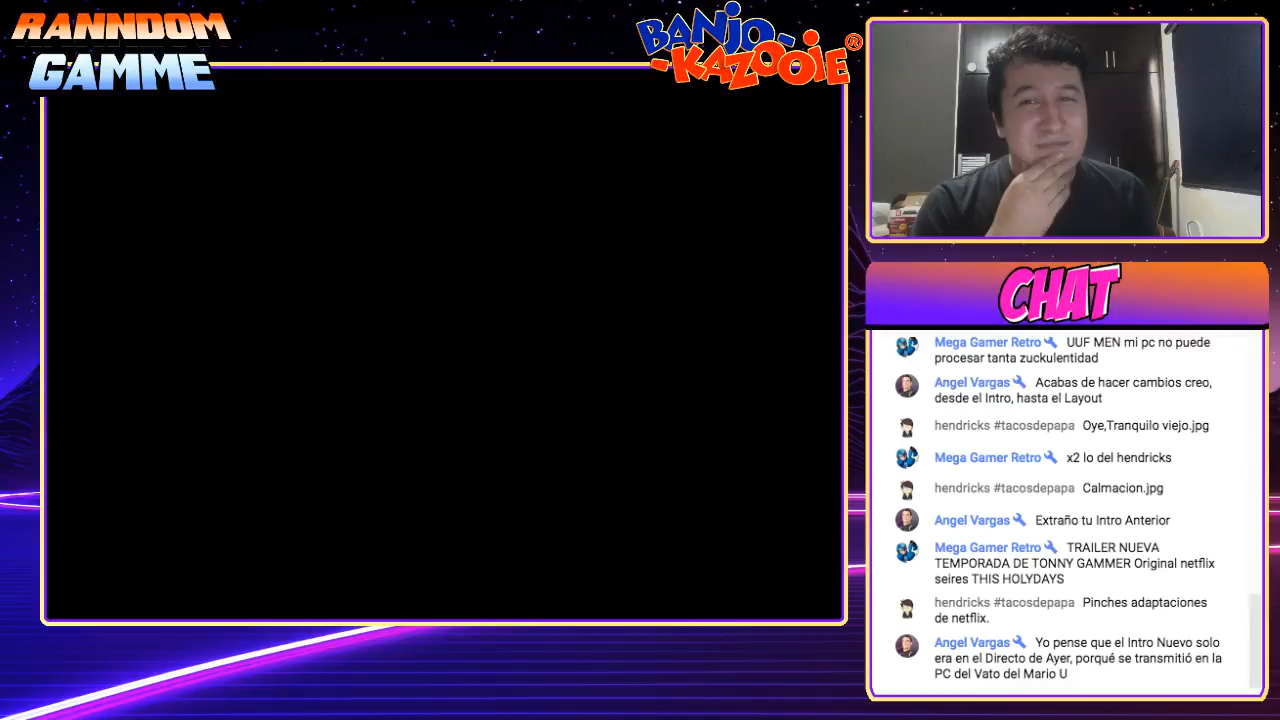 RANNDOM
GAMME
BANJO-
-KAZOOIE®
CHAT
Mega Gamer Retro UUF MEN mi pc no puede
procesar tanta zuckulentidad
Angel Vargas Acabas de hacer cambios creo,
desde el Intro, hasta el Layout
hendricks #tacosdepapa Oye,Tranquilo viejo.jpg
Mega Gamer Retro x2 lo del hendricks
hendricks #tacosdepapa Calmacion.jpg
Angel Vargas Extraño tu Intro Anterior
Mega Gamer Retro TRAILER NUEVA
TEMPORADA DE TONNY GAMMER Original netflix
seires THIS HOLYDAYS
hendricks #tacosdepapa Pinches adaptaciones
de netflix.
Angel Vargas Yo pense que el Intro Nuevo solo
era en el Directo de Ayer, porqué se transmitió en la
PC del Vato del Mario U